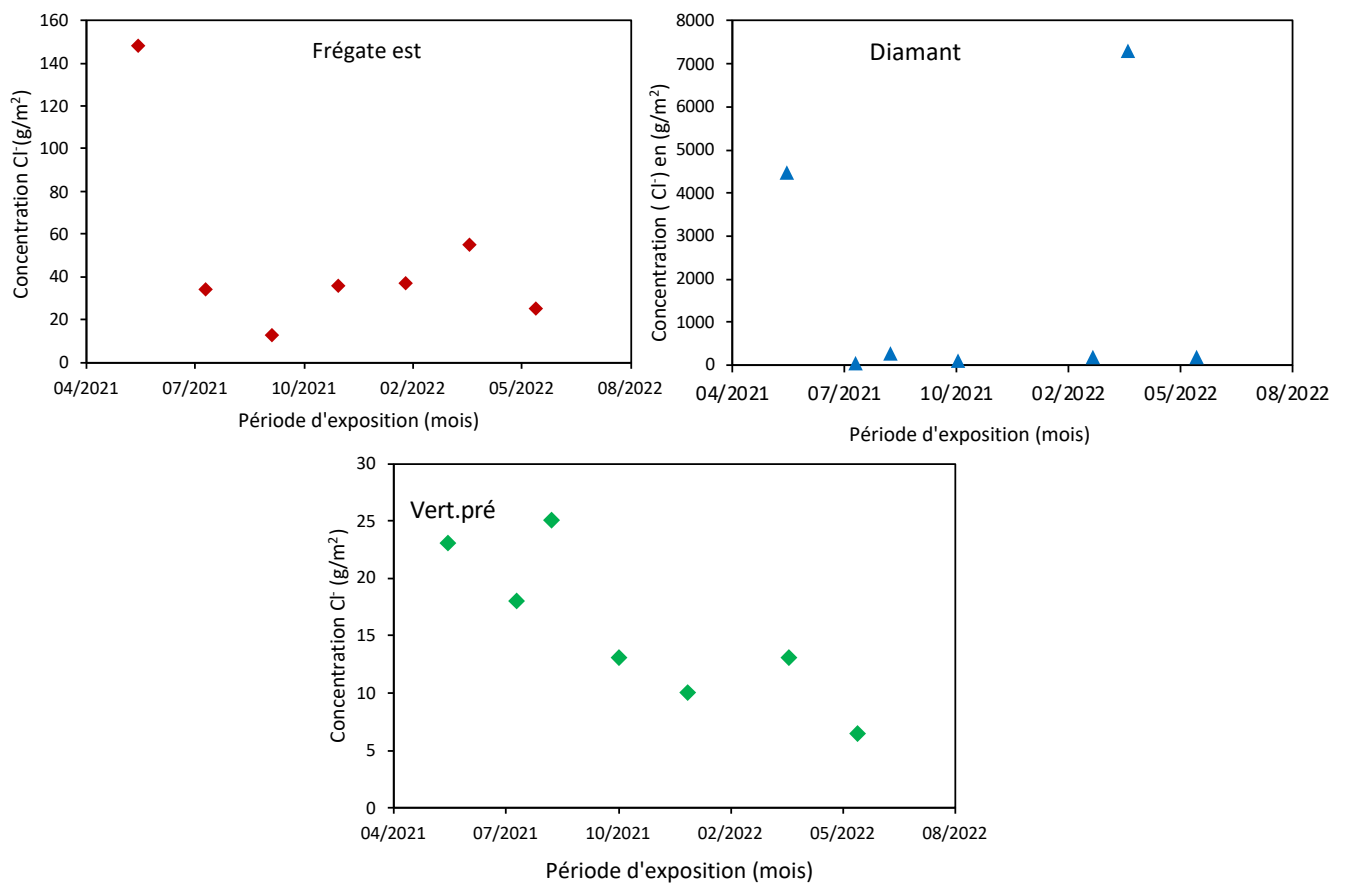 Frégate est
Concentration Cl⁻(g/m²)
160
140
120
100
80
60
40
20
0
04/2021 07/2021 10/2021 02/2022 05/2022 08/2022
Période d'exposition (mois)
Diamant
Concentration ( Cl⁻) en (g/m²)
8000
7000
6000
5000
4000
3000
2000
1000
0
04/2021 07/2021 10/2021 02/2022 05/2022 08/2022
Période d'exposition (mois)
Vert.pré
Concentration Cl⁻ (g/m²)
30
25
20
15
10
5
0
04/2021 07/2021 10/2021 02/2022 05/2022 08/2022
Période d'exposition (mois)